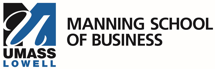 UMASS
LOWELL
MANNING SCHOOL
OF BUSINESS